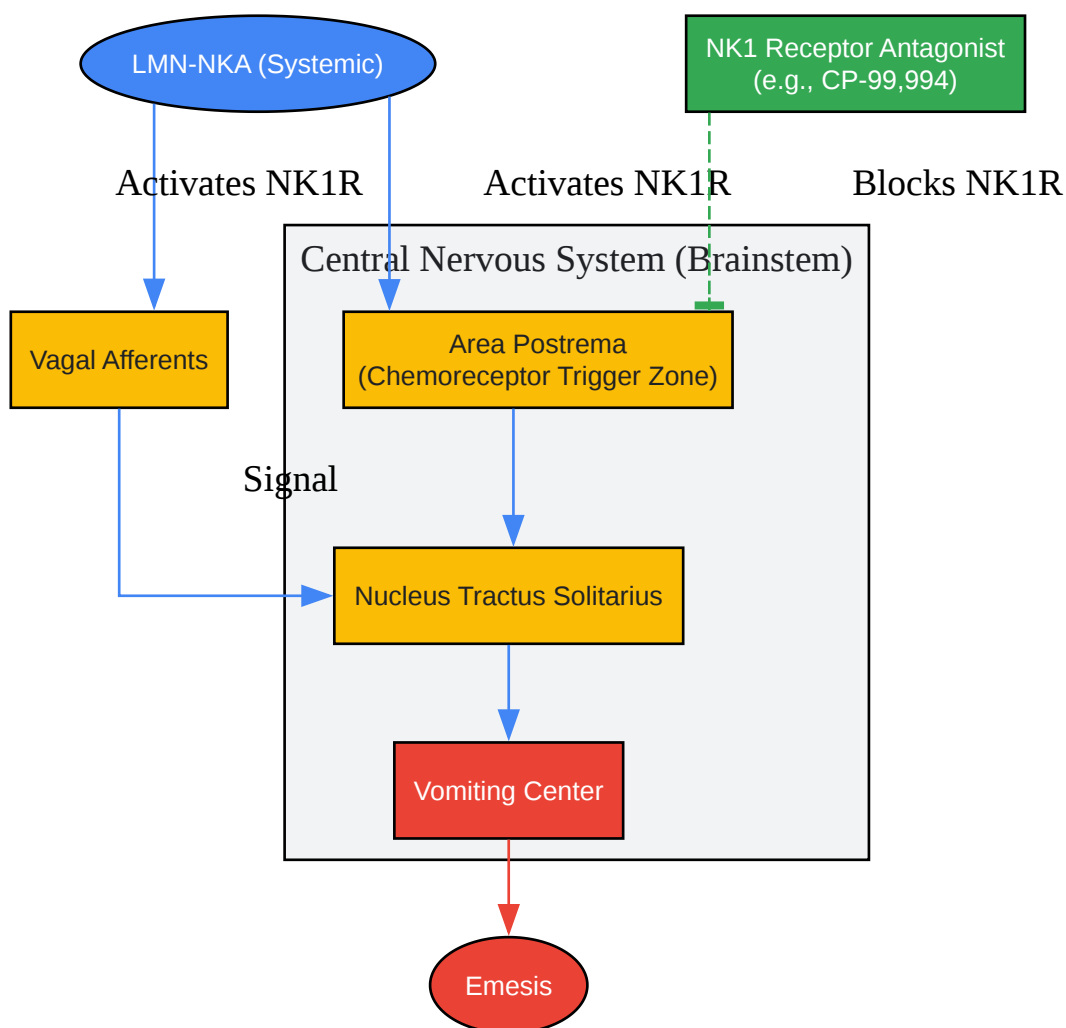 LMN-NKA (Systemic)
NK1 Receptor Antagonist
(e.g., CP-99,994)
Activates NK1R
Activates NK1R
Blocks NK1R
Central Nervous System (Brainstem)
Vagal Afferents
Area Postrema
(Chemoreceptor Trigger Zone)
Signal
Nucleus Tractus Solitarius
Vomiting Center
Emesis